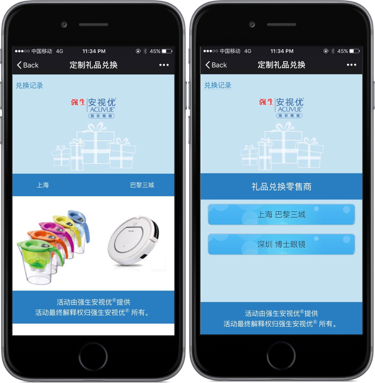 中国移动 4G 11:34 PM 45%
Back 定制礼品兑换
兑换记录
强生 安视优
ACUVUE
上海 巴黎三城
活动由强生安视优®提供
活动最终解释权归强生安视优® 所有。
中国移动 4G 11:34 PM 45%
Back 定制礼品兑换
兑换记录
强生 安视优
ACUVUE
礼品兑换零售商
上海 巴黎三城
深圳 博士眼镜
活动由强生安视优®提供
活动最终解释权归强生安视优® 所有。